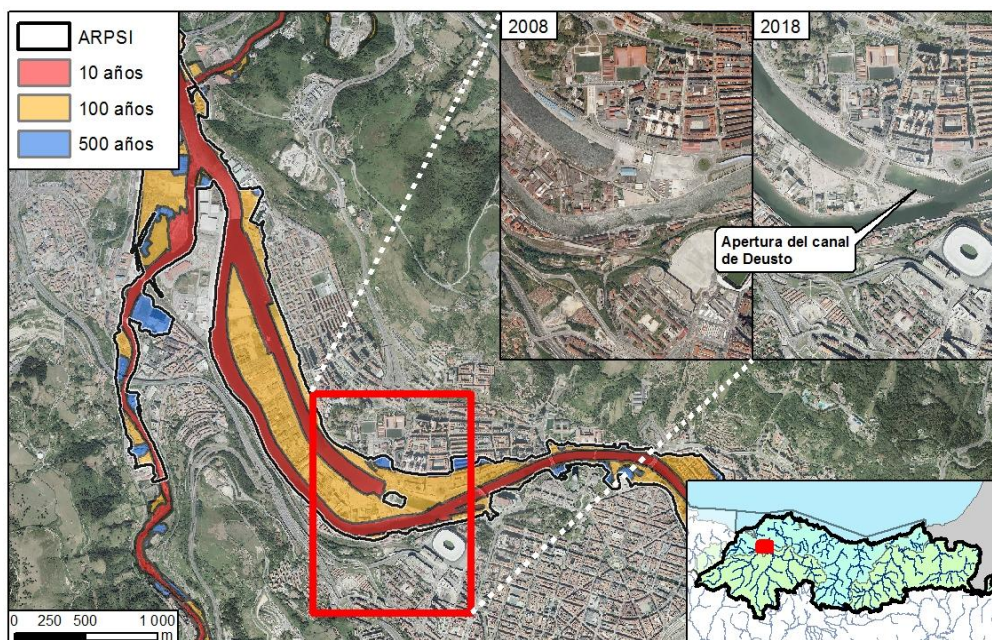 ARPSI
10 años
100 años
500 años
2008
2018
Apertura del canal
de Deusto
0 250 500 1 000
m